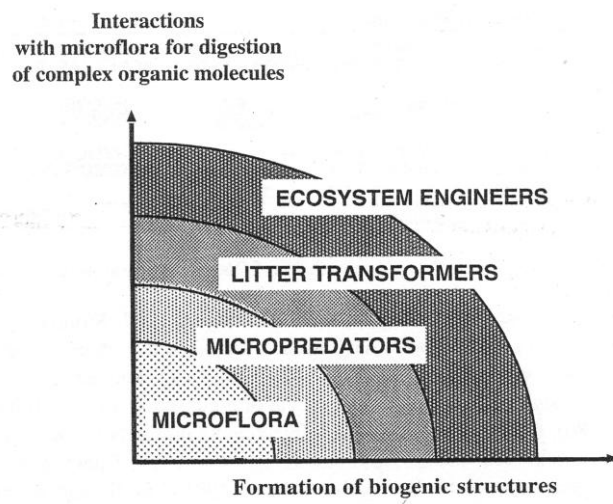 Interactions
with microflora for digestion
of complex organic molecules
ECOSYSTEM ENGINEERS
LITTER TRANSFORMERS
MICROPREDATORS
MICROFLORA
Formation of biogenic structures